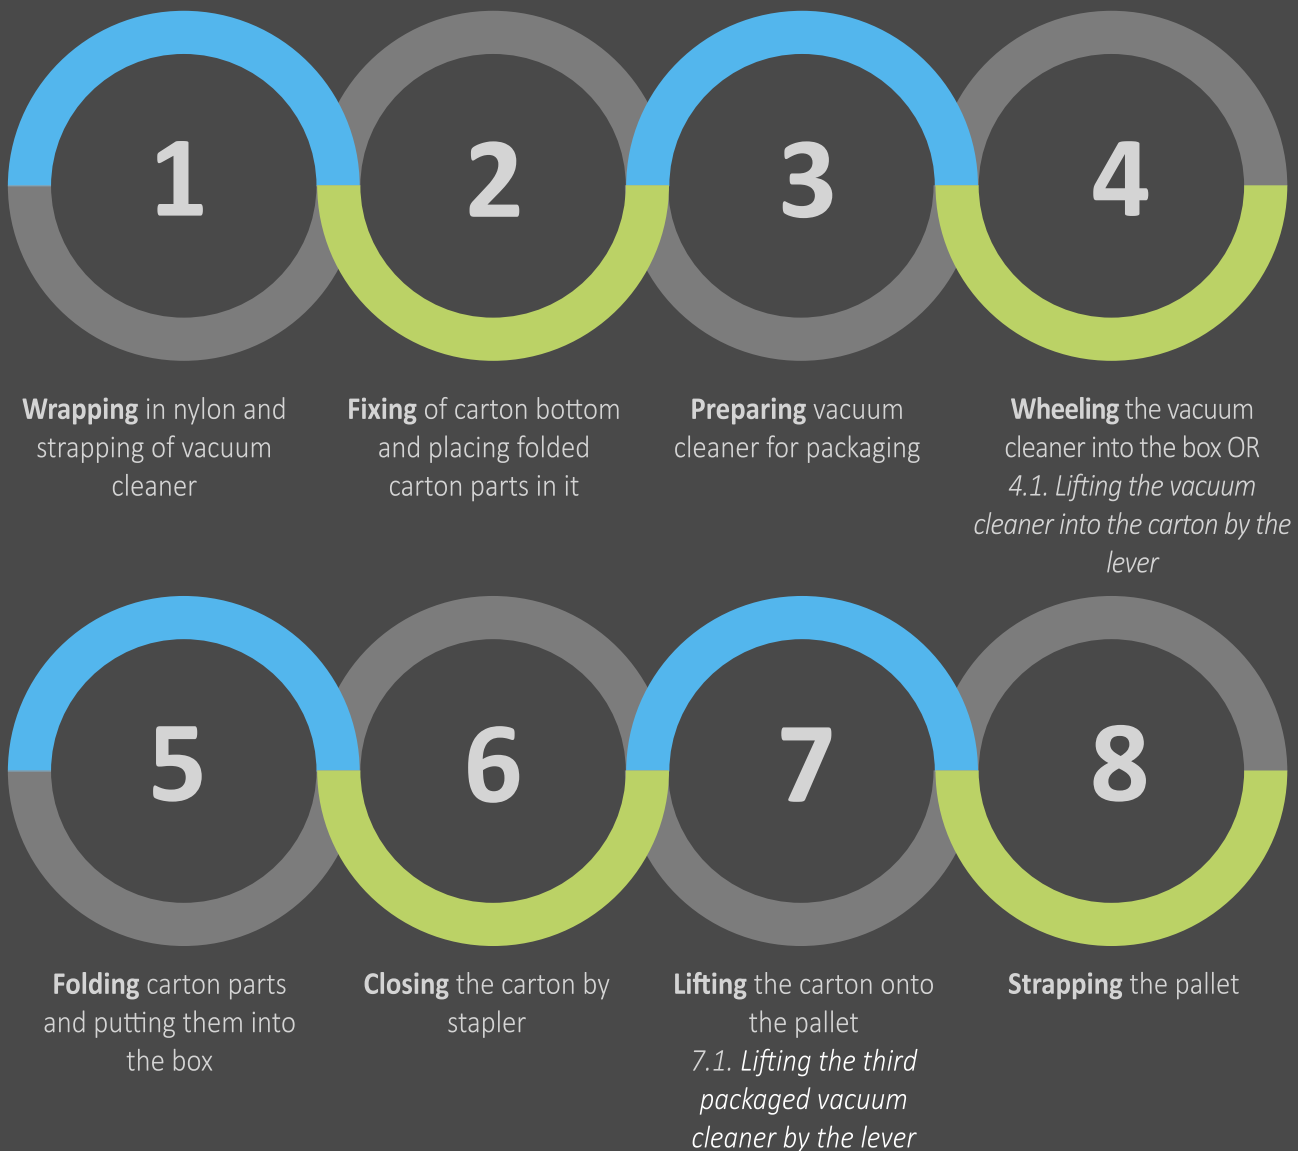 1
2
3
4
Wrapping in nylon and
strapping of vacuum
cleaner
Fixing of carton bottom
and placing folded
carton parts in it
Preparing vacuum
cleaner for packaging
Wheeling the vacuum
cleaner into the box OR
4.1. Lifting the vacuum
cleaner into the carton by the
lever
5
6
7
8
Folding carton parts
and putting them into
the box
Closing the carton by
stapler
Lifting the carton onto
the pallet
7.1. Lifting the third
packaged vacuum
cleaner by the lever
Strapping the pallet